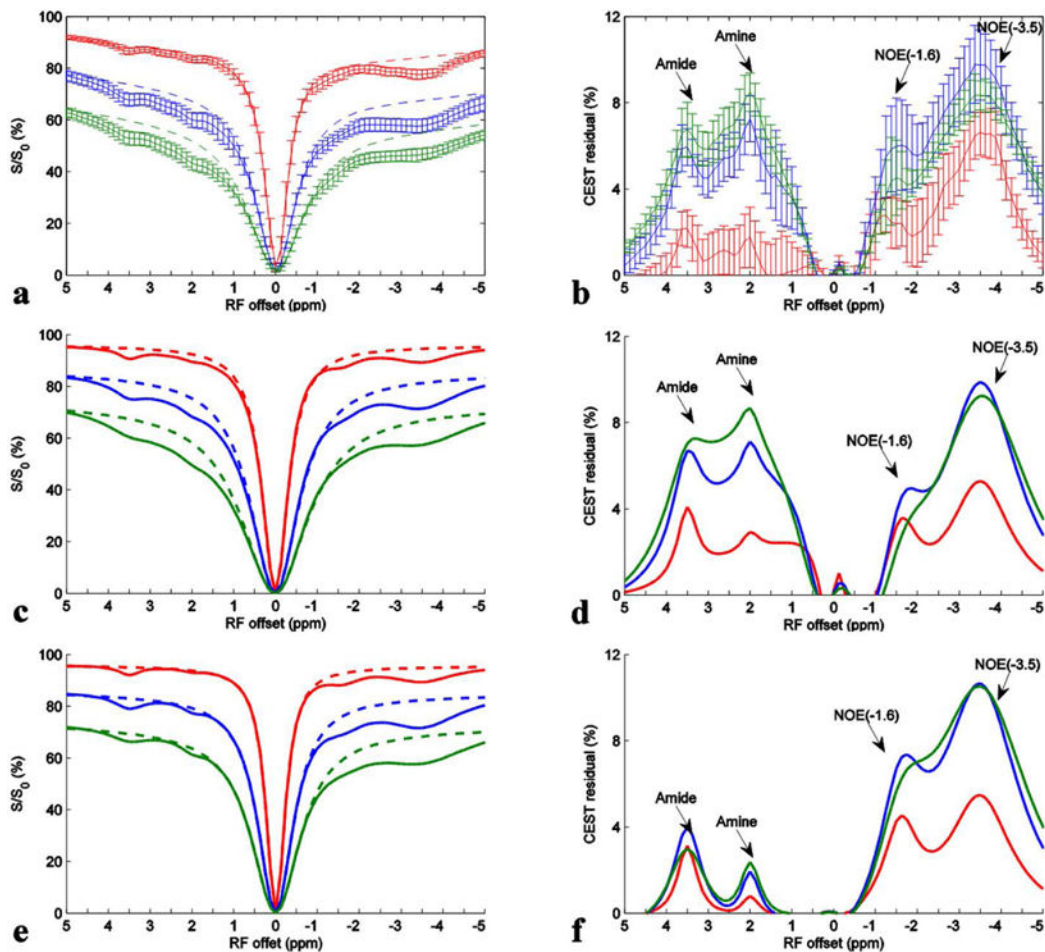 100
80
60
40
20
0
S/S0 (%)
5 4 3 2 1 0 -1 -2 -3 -4 -5
RF offset (ppm)
a
12
8
4
0
CEST residual (%)
Amide
Amine
NOE(-1.6)
NOE(-3.5)
5 4 3 2 1 0 -1 -2 -3 -4 -5
RF offset (ppm)
b
100
80
60
40
20
0
S/S0 (%)
5 4 3 2 1 0 -1 -2 -3 -4 -5
RF offset (ppm)
c
12
8
4
0
CEST residual (%)
Amide
Amine
NOE(-1.6)
NOE(-3.5)
5 4 3 2 1 0 -1 -2 -3 -4 -5
RF offset (ppm)
d
100
80
60
40
20
0
S/S0 (%)
5 4 3 2 1 0 -1 -2 -3 -4 -5
RF offet (ppm)
e
12
8
4
0
CEST residual (%)
Amide
Amine
NOE(-1.6)
NOE(-3.5)
5 4 3 2 1 0 -1 -2 -3 -4 -5
RF offset (ppm)
f